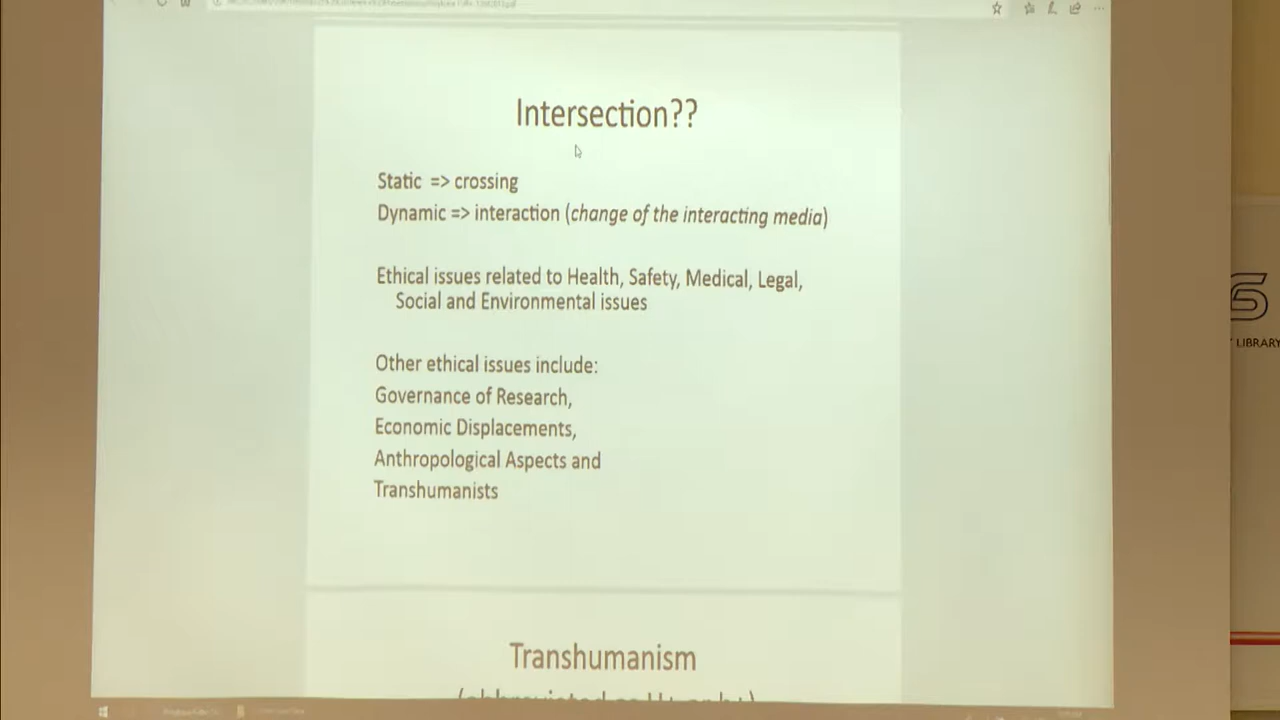 Intersection??
Static => crossing
Dynamic => interaction (change of the interacting media)
Ethical issues related to Health, Safety, Medical, Legal,
Social and Environmental issues
Other ethical issues include:
Governance of Research,
Economic Displacements,
Anthropological Aspects and
Transhumanists
Transhumanism
LIBRARY